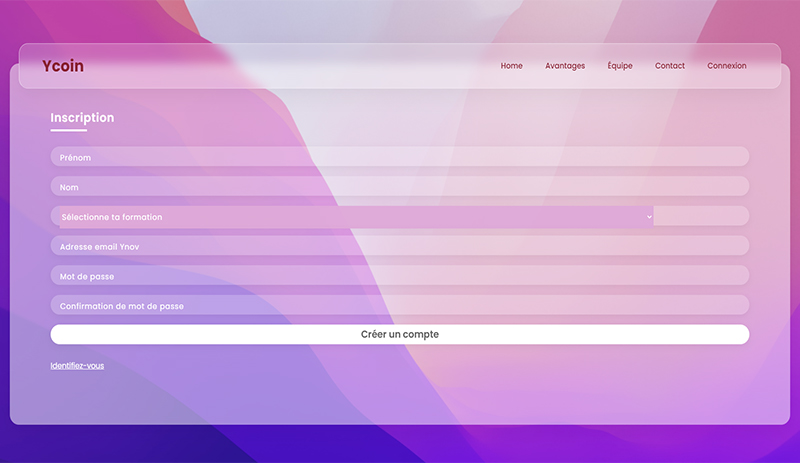 Ycoin
Home Avantages Équipe Contact Connexion
Inscription
Prénom
Nom
Sélectionne ta formation
Adresse email Ynov
Mot de passe
Confirmation de mot de passe
Créer un compte
Identifiez-vous